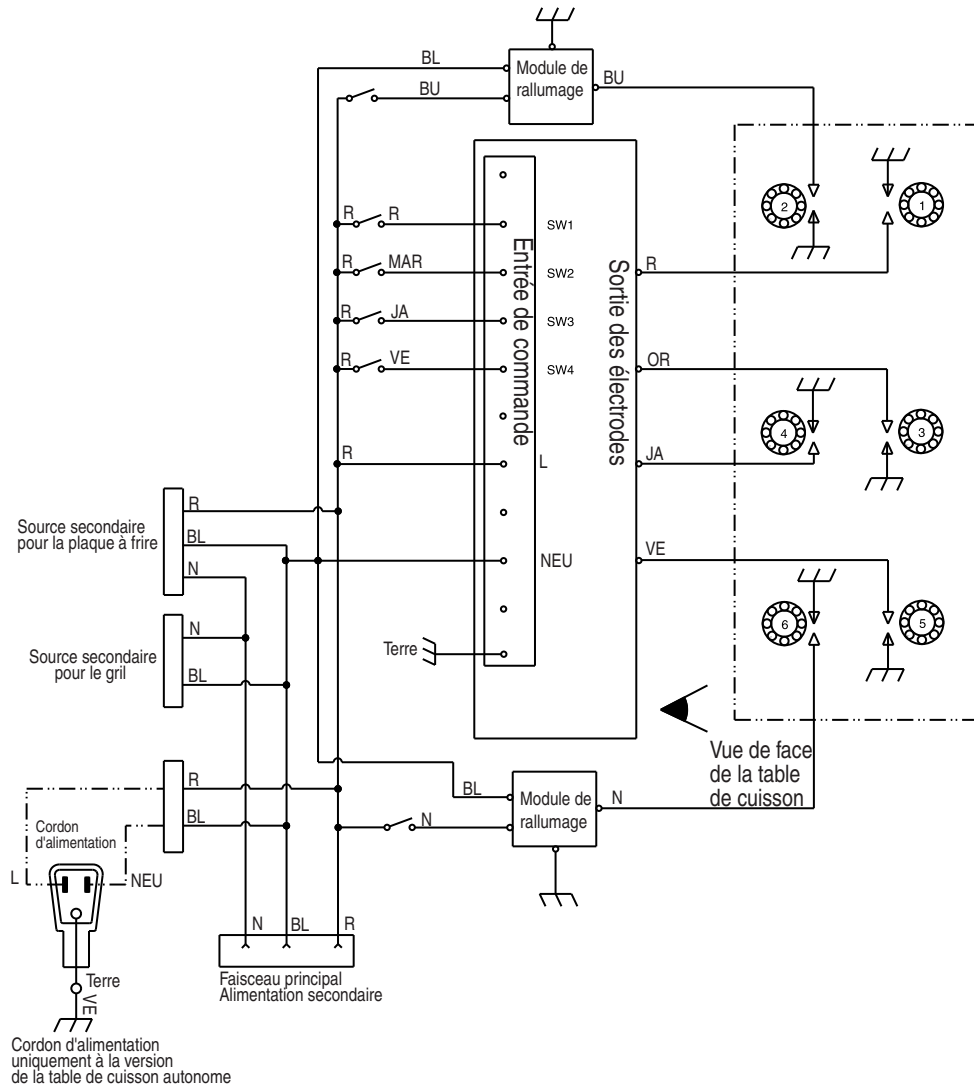 BL
Module de
rallumage
BU
BU
2
1
R
R
SW1
R
MAR
SW2
R
R
JA
SW3
R
VE
SW4
Entrée de commande
Sortie des électrodes
OR
4
3
R
L
JA
R
Source secondaire
pour la plaque à frire
BL
N
NEU
VE
N
Source secondaire
pour le gril
BL
6
5
Terre
Vue de face
de la table
de cuisson
R
BL
BL
Module de
rallumage
N
N
Cordon
d'alimentation
L
NEU
N
BL
R
Faisceau principal
Alimentation secondaire
Terre
VE
Cordon d'alimentation
uniquement à la version
de la table de cuisson autonome